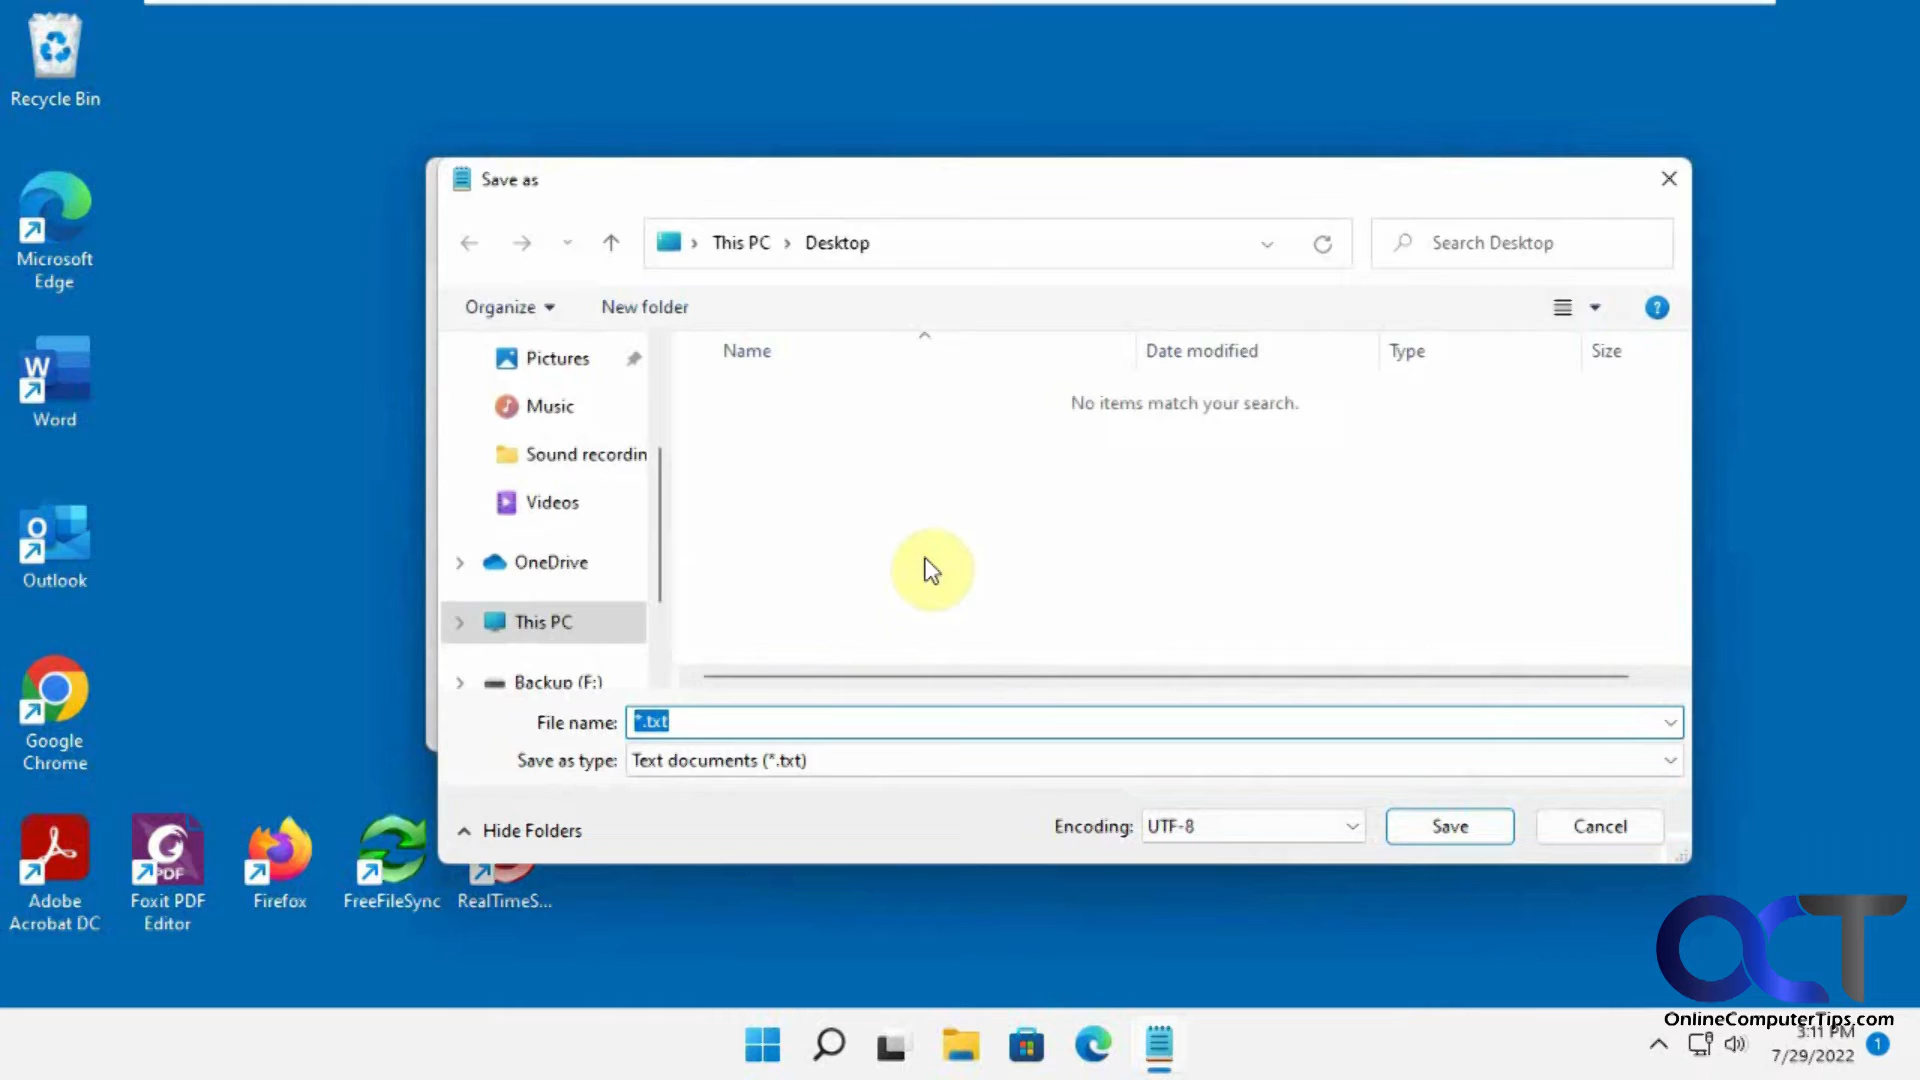 Recycle Bin
Microsoft
Edge
Word
Outlook
Google
Chrome
Adobe
Acrobat DC
Foxit PDF
Editor
Firefox
FreeFileSync
RealTimeS...
Save as
This PC > Desktop
Search Desktop
Organize
New folder
Name
Date modified
Type
Size
No items match your search.
Pictures
Music
Sound recordin
Videos
OneDrive
This PC
Backup (F:)
File name: *.txt
Save as type: Text documents (*.txt)
Hide Folders
Encoding: UTF-8
Save
Cancel
OCT
OnlineComputerTips.com
3:11 PM
7/29/2022
1